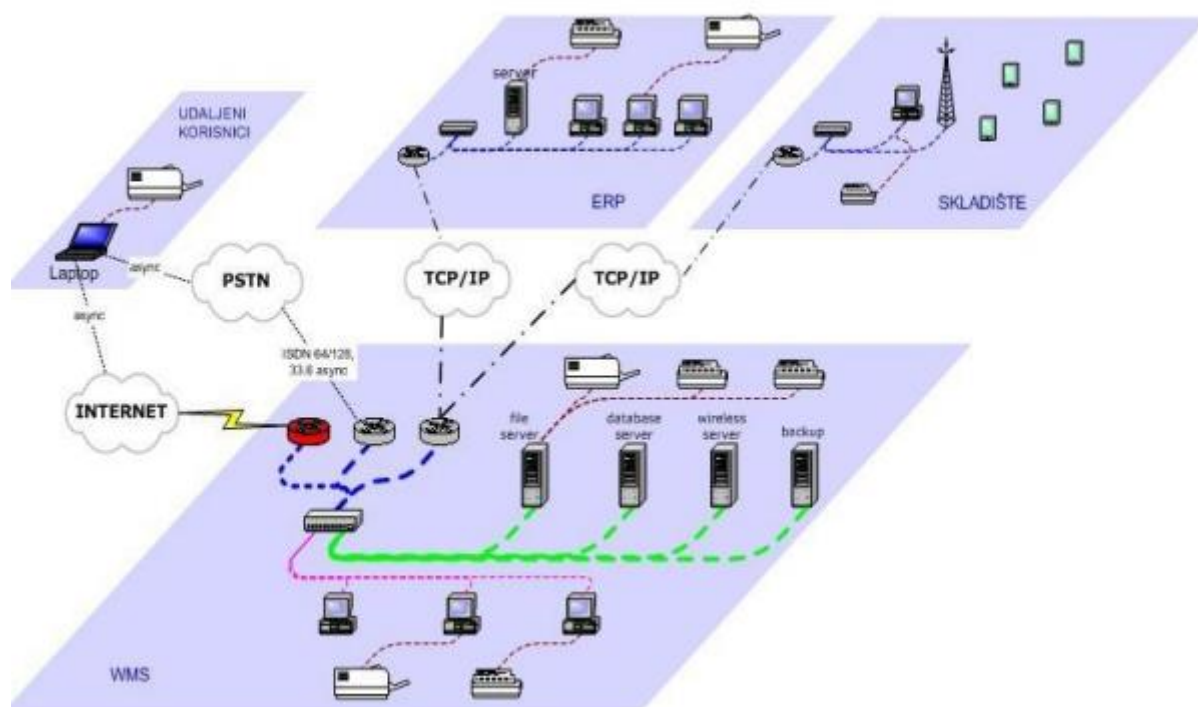 UDALJENI
KORISNICI
Laptop
async
async
PSTN
ISDN 64/128,
33.6 async
INTERNET
server
ERP
SKLADIŠTE
TCP/IP
TCP/IP
file
server
database
server
wireless
server
backup
WMS